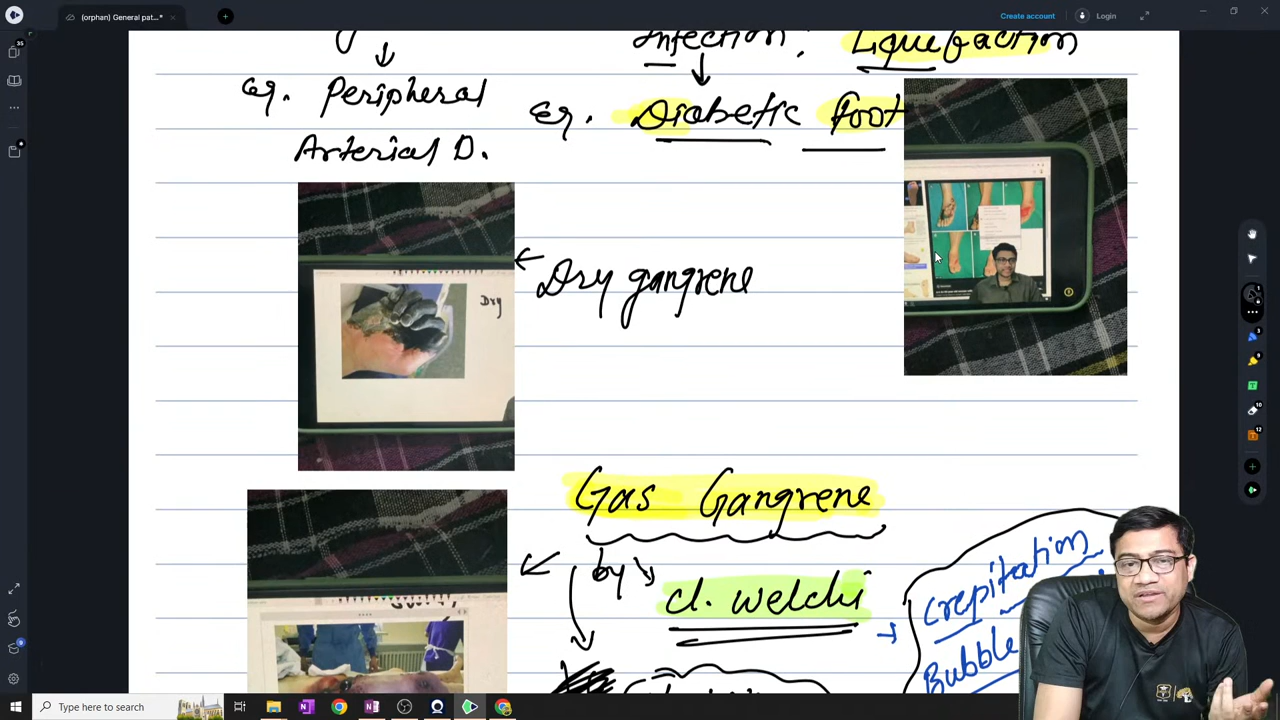 (orphan) General pat...*
Create account
Login
Infection, Liquefaction
Eg. Peripheral
Arterial D.
Eg. Diabetic Foot
Dry
Dry gangrene
Gas Gangrene
by
cl. welchi
Crepitation
Bubble
Type here to search